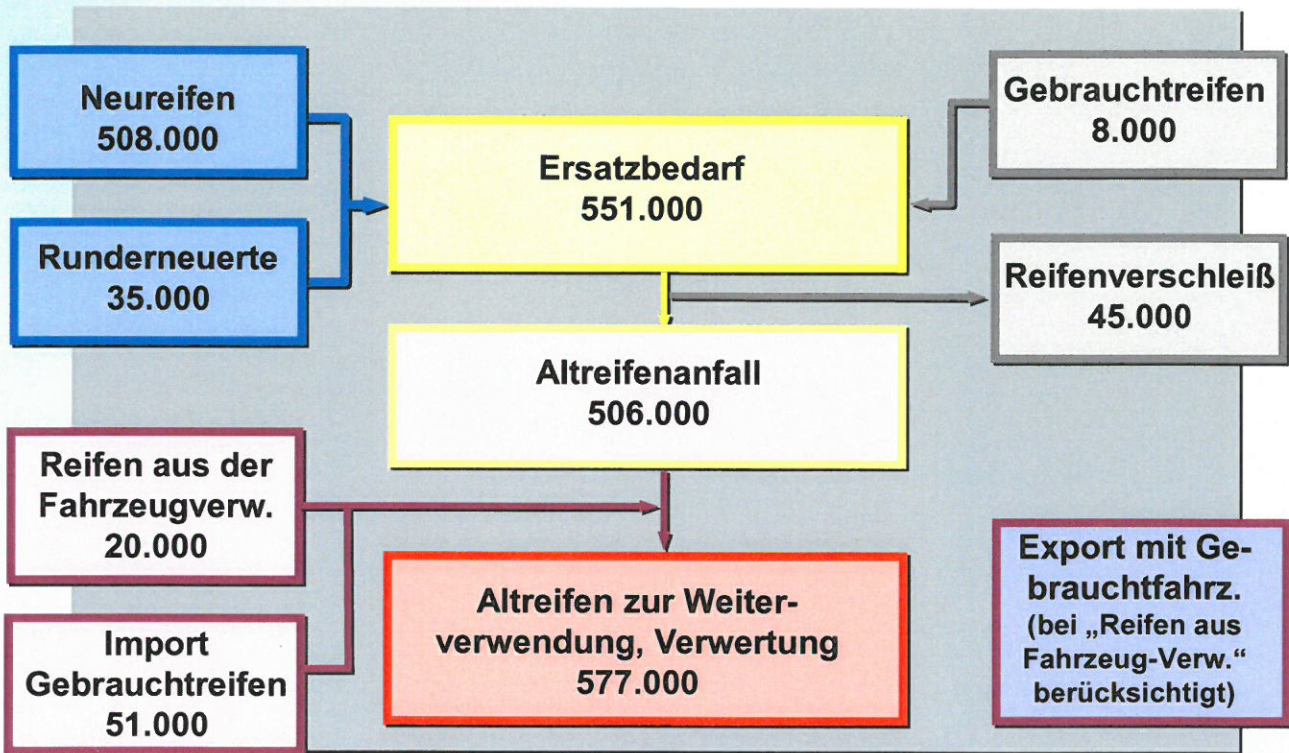 Neureifen
508.000
Runderneuerte
35.000
Ersatzbedarf
551.000
Gebrauchtreifen
8.000
Reifenverschleiß
45.000
Altreifenanfall
506.000
Reifen aus der
Fahrzeugverw.
20.000
Import
Gebrauchtreifen
51.000
Altreifen zur Weiter-
verwendung, Verwertung
577.000
Export mit Ge-
brauchtfahrz.
(bei „Reifen aus
Fahrzeug-Verw.“
berücksichtigt)